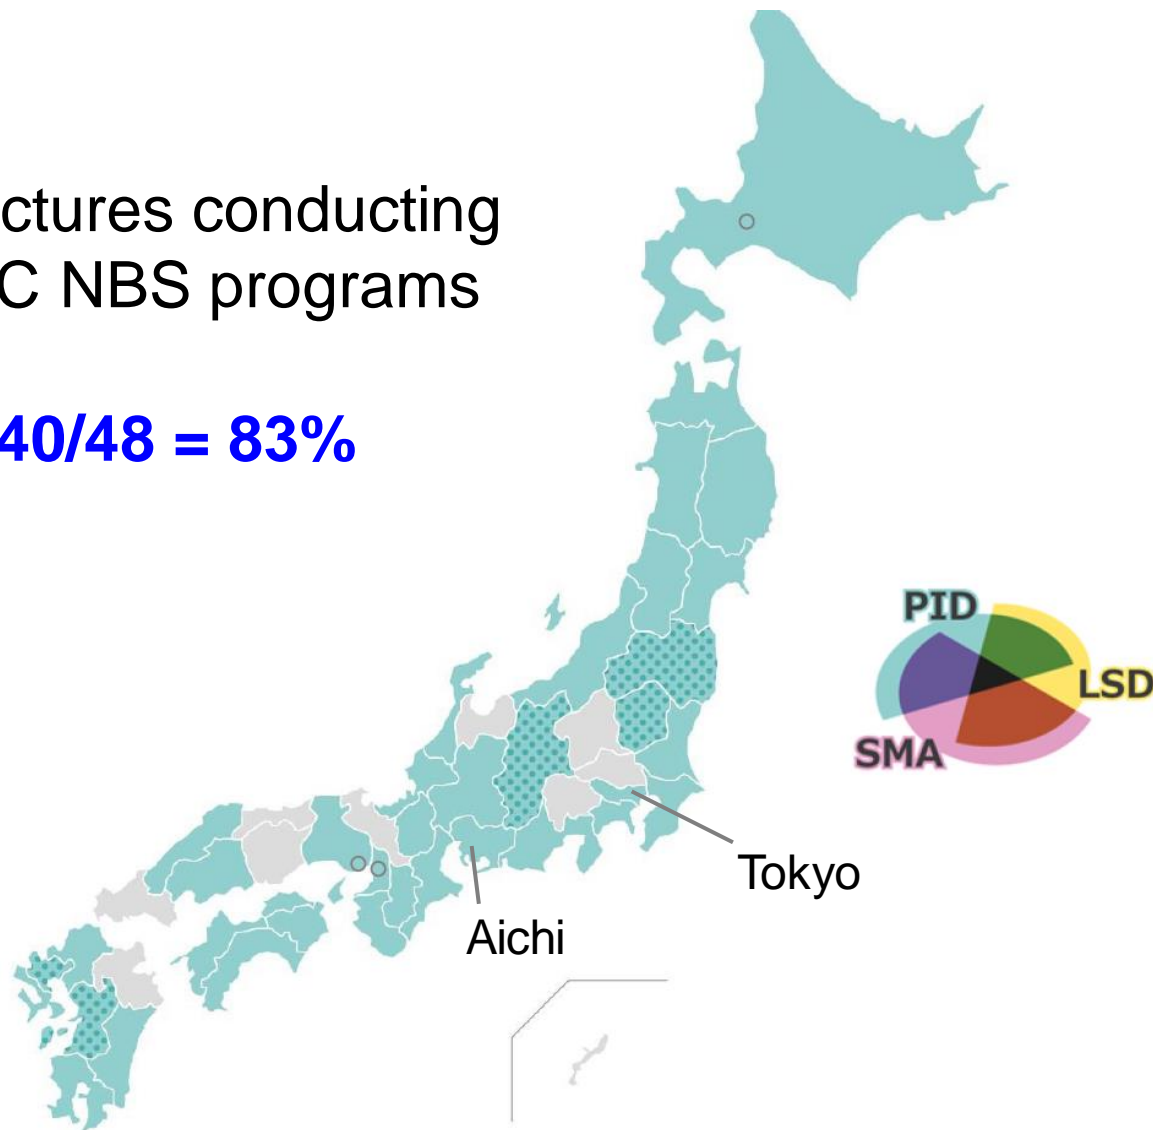 ctures conducting
C NBS programs
40/48 = 83%
PID
LSD
SMA
Tokyo
Aichi